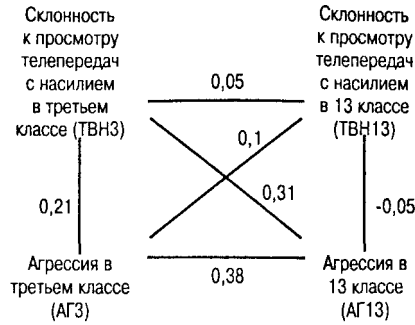 Склонность
к просмотру
телепередач
с насилием
в третьем
классе (ТВН3)
Склонность
к просмотру
телепередач
с насилием
в 13 классе
(ТВН13)
0,05
0,1
0,21
0,31
-0,05
0,38
Агрессия в
третьем классе
(АГ3)
Агрессия в
13 классе
(АГ13)